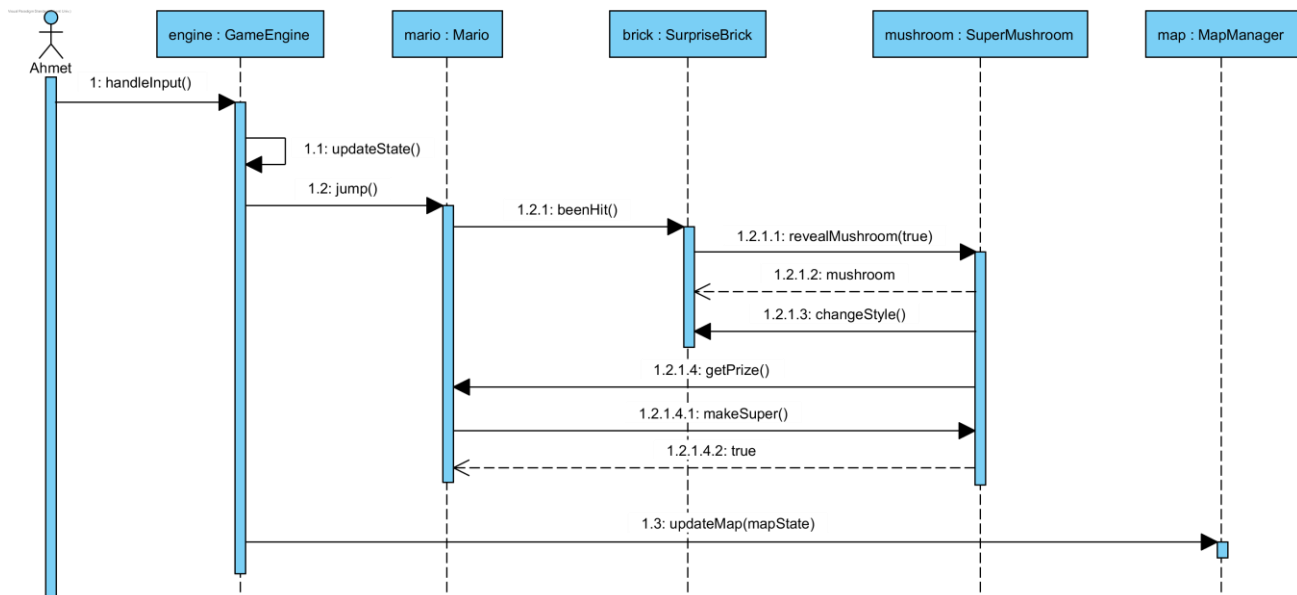 engine : GameEngine
mario : Mario
brick : SurpriseBrick
mushroom : SuperMushroom
map : MapManager
Ahmet
1: handleInput()
1.1: updateState()
1.2: jump()
1.2.1: beenHit()
1.2.1.1: revealMushroom(true)
1.2.1.2: mushroom
1.2.1.3: changeStyle()
1.2.1.4: getPrize()
1.2.1.4.1: makeSuper()
1.2.1.4.2: true
1.3: updateMap(mapState)